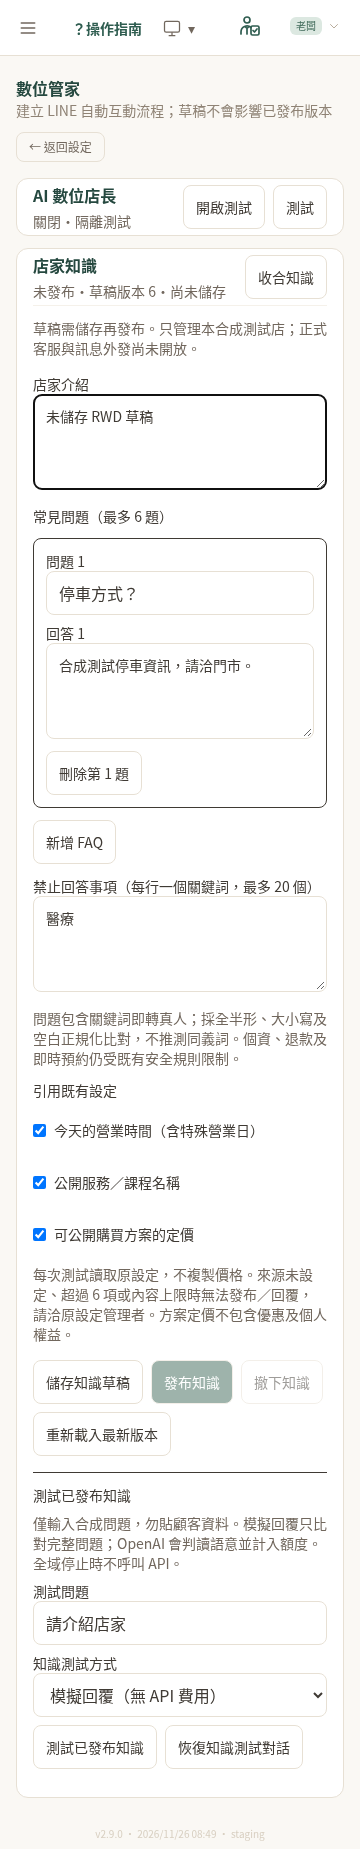 ？操作指南 ▾ 老闆
數位管家
建立 LINE 自動互動流程；草稿不會影響已發布版本
← 返回設定
AI 數位店長
關閉・隔離測試
開啟測試
測試
店家知識
未發布・草稿版本 6・尚未儲存
收合知識
草稿需儲存再發布。只管理本合成測試店；正式
客服與訊息外發尚未開放。
店家介紹
未儲存 RWD 草稿
常見問題（最多 6 題）
問題 1
停車方式？
回答 1
合成測試停車資訊，請洽門市。
刪除第 1 題
新增 FAQ
禁止回答事項（每行一個關鍵詞，最多 20 個）
醫療
問題包含關鍵詞即轉真人；採全半形、大小寫及
空白正規化比對，不推測同義詞。個資、退款及
即時預約仍受既有安全規則限制。
引用既有設定
今天的營業時間（含特殊營業日）
公開服務／課程名稱
可公開購買方案的定價
每次測試讀取原設定，不複製價格。來源未設
定、超過 6 項或內容上限時無法發布／回覆，
請洽原設定管理者。方案定價不包含優惠及個人
權益。
儲存知識草稿 發布知識 撤下知識
重新載入最新版本
測試已發布知識
僅輸入合成問題，勿貼顧客資料。模擬回覆只比
對完整問題；OpenAI 會判讀語意並計入額度。
全域停止時不呼叫 API。
測試問題
請介紹店家
知識測試方式
模擬回覆（無 API 費用）
測試已發布知識 恢復知識測試對話
v2.9.0 ・ 2026/11/26 08:49 ・ staging